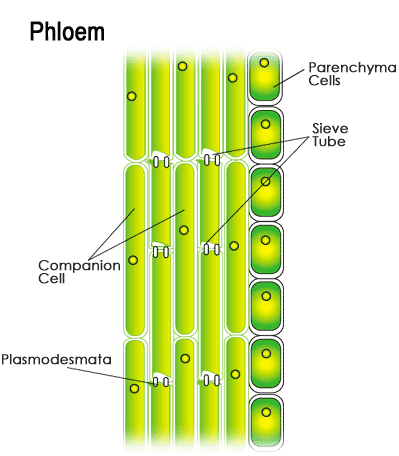 Phloem
Parenchyma
Cells
Sieve
Tube
Companion
Cell
Plasmodesmata